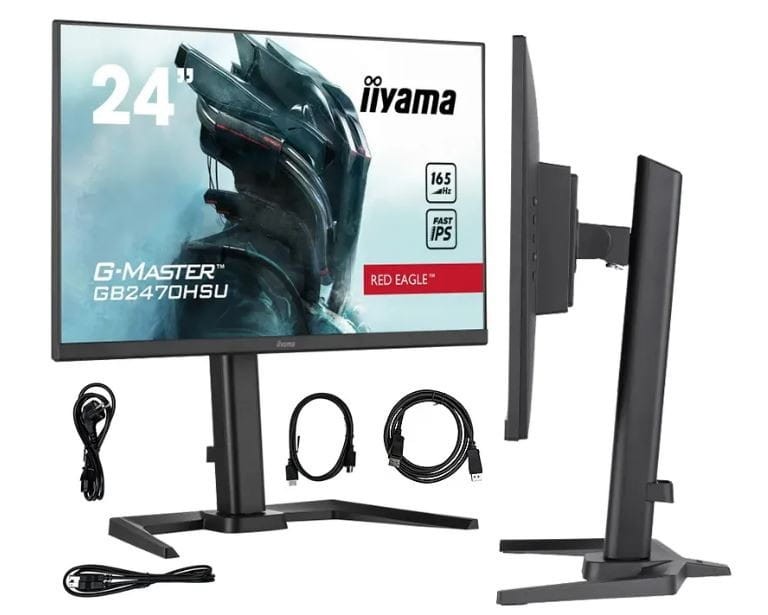 24”
iiyama
165
Hz
FAST
iPS
G-MASTER™
GB2470HSU
RED EAGLE™
iiyama